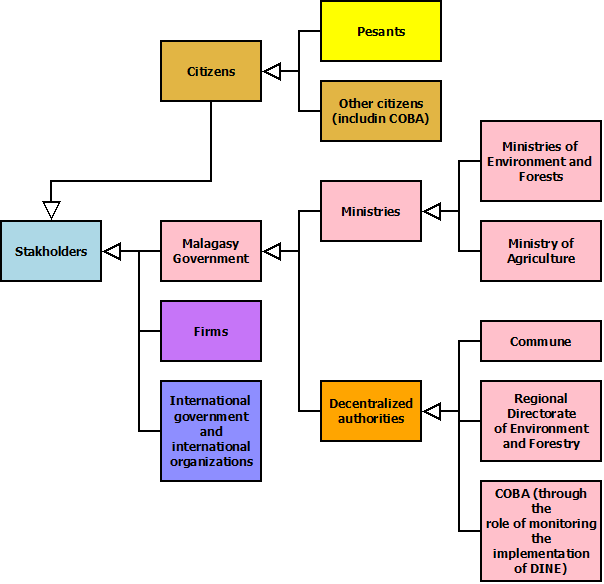 Pesants
Citizens
Other citizens
(includin COBA)
Ministries of
Environment and
Forests
Ministries
Stakholders
Malagasy
Government
Ministry of
Agriculture
Firms
Commune
International
government
and
international
organizations
Decentralized
authorities
Regional
Directorate
of Environment
and Forestry
COBA (through
the
role of monitoring
the
implementation
of DINE)